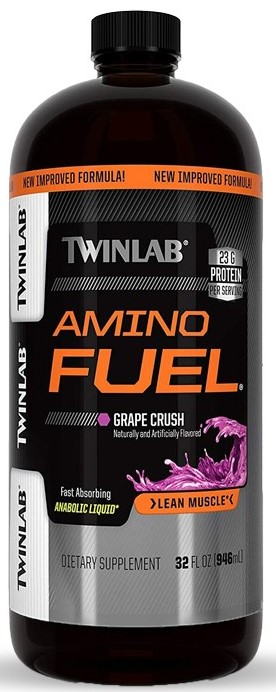 NEW IMPROVED FORMULA! NEW IMPROVED FORMULA!
TWINLAB®
23 G
PROTEIN
PER SERVING
AMINO
FUEL®
GRAPE CRUSH
Naturally and Artificially Flavored
Fast Absorbing
ANABOLIC LIQUID*
LEAN MUSCLE*
DIETARY SUPPLEMENT 32 FL OZ (946mL)
TWINLAB
TWINLAB
TWINLAB